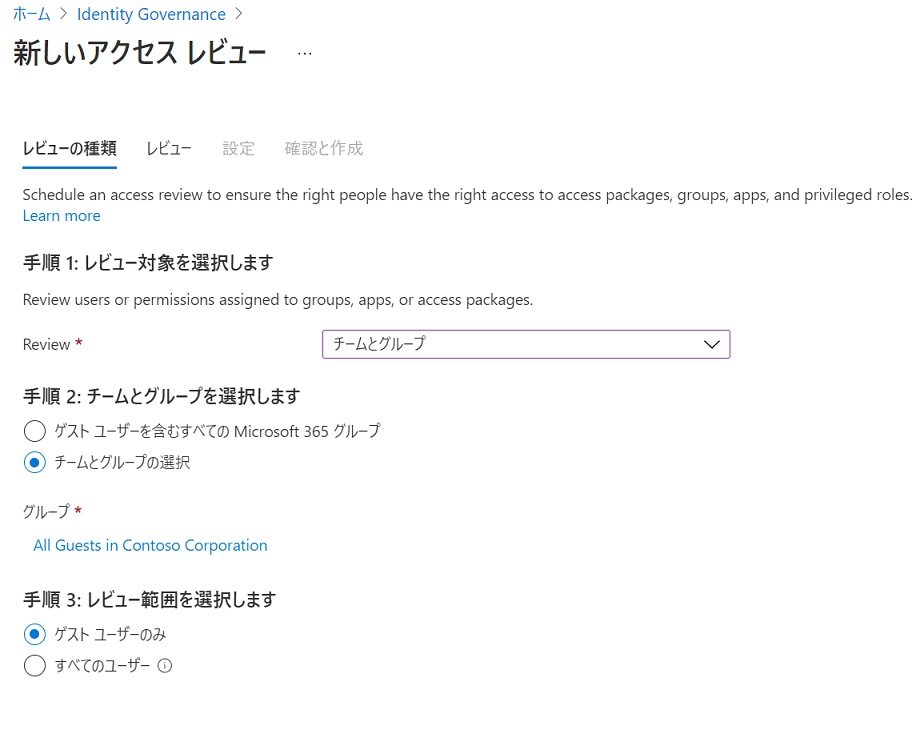 ホーム > Identity Governance >
新しいアクセス レビュー ...
レビューの種類 レビュー 設定 確認と作成
Schedule an access review to ensure the right people have the right access to access packages, groups, apps, and privileged roles.
Learn more
手順 1: レビュー対象を選択します
Review users or permissions assigned to groups, apps, or access packages.
Review * チームとグループ
手順 2: チームとグループを選択します
ゲスト ユーザーを含むすべての Microsoft 365 グループ
チームとグループの選択
グループ *
All Guests in Contoso Corporation
手順 3: レビュー範囲を選択します
ゲスト ユーザーのみ
すべてのユーザー